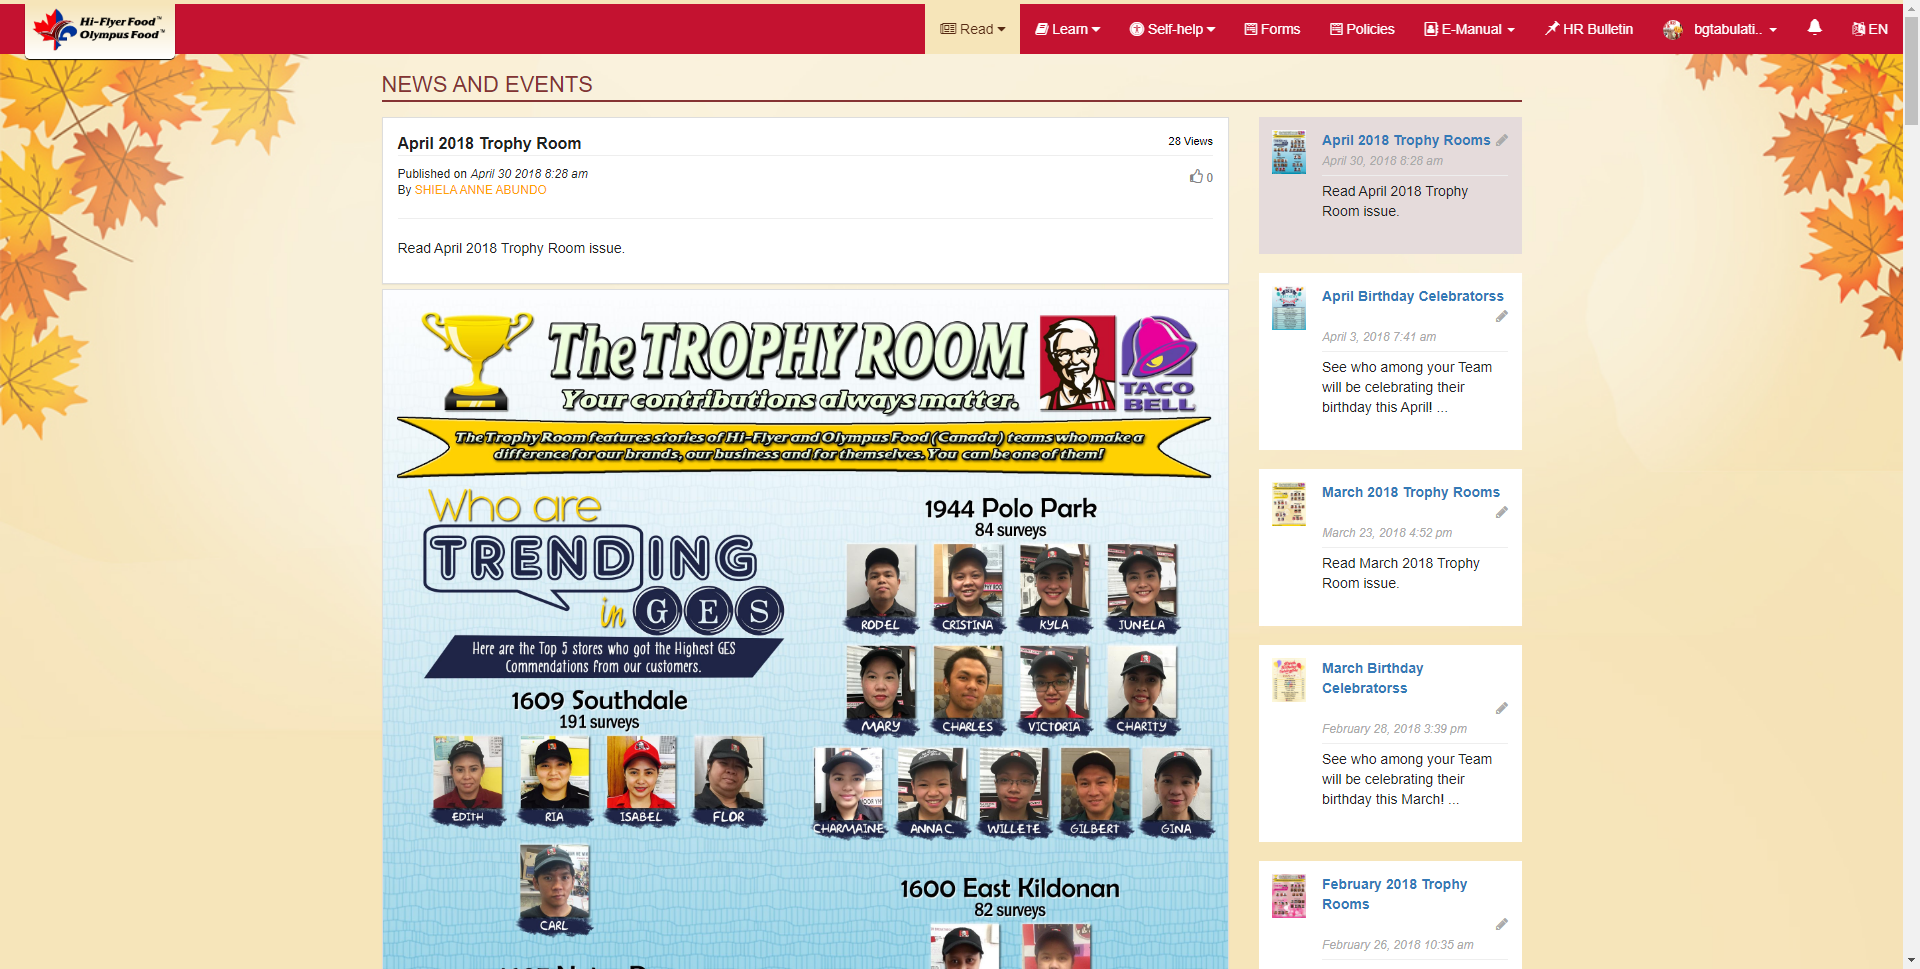 Hi-Flyer Food™
Olympus Food™
Read
Learn
Self-help
Forms
Policies
E-Manual
HR Bulletin
bgtabulati..
EN
NEWS AND EVENTS
April 2018 Trophy Room
28 Views
Published on April 30 2018 8:28 am
0
By SHIELA ANNE ABUNDO
Read April 2018 Trophy Room issue.
The TROPHY ROOM
Your contributions always matter.
TACO
BELL
The Trophy Room features stories of Hi-Flyer and Olympus Food (Canada) teams who make a
difference for our brands, our business and for themselves. You can be one of them!
Who are
TRENDING
in GES
Here are the Top 5 stores who got the Highest GES
Commendations from our customers.
1609 Southdale
191 surveys
EDITH
RIA
ISABEL
FLOR
CARL
1944 Polo Park
84 surveys
RODEL
CRISTINA
KYLA
JUNELA
MARY
CHARLES
VICTORIA
CHARITY
CHARMAINE
ANNA C.
WILLETE
GILBERT
GINA
1600 East Kildonan
82 surveys
April 2018 Trophy Rooms
April 30, 2018 8:28 am
Read April 2018 Trophy
Room issue.
April Birthday Celebratorss
April 3, 2018 7:41 am
See who among your Team
will be celebrating their
birthday this April! ...
March 2018 Trophy Rooms
March 23, 2018 4:52 pm
Read March 2018 Trophy
Room issue.
March Birthday
Celebratorss
February 28, 2018 3:39 pm
See who among your Team
will be celebrating their
birthday this March! ...
February 2018 Trophy
Rooms
February 26, 2018 10:35 am